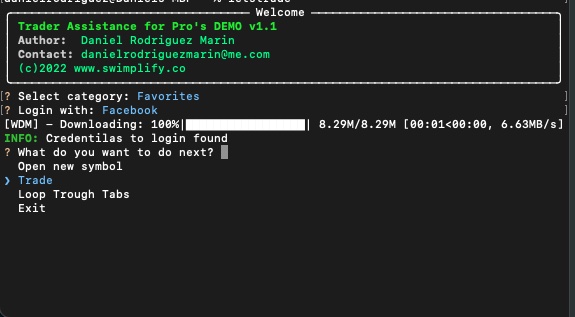 Welcome
Trader Assistance for Pro's DEMO v1.1
Author: Daniel Rodriguez Marin
Contact: danielrodriguezmarin@me.com
(c)2022 www.swimplify.co
[? Select category: Favorites ]
[? Login with: Facebook ]
[WDM] - Downloading: 100%| | 8.29M/8.29M [00:01<00:00, 6.63MB/s]
INFO: Credentilas to login found
? What do you want to do next?
Open new symbol
❯ Trade
Loop Trough Tabs
Exit